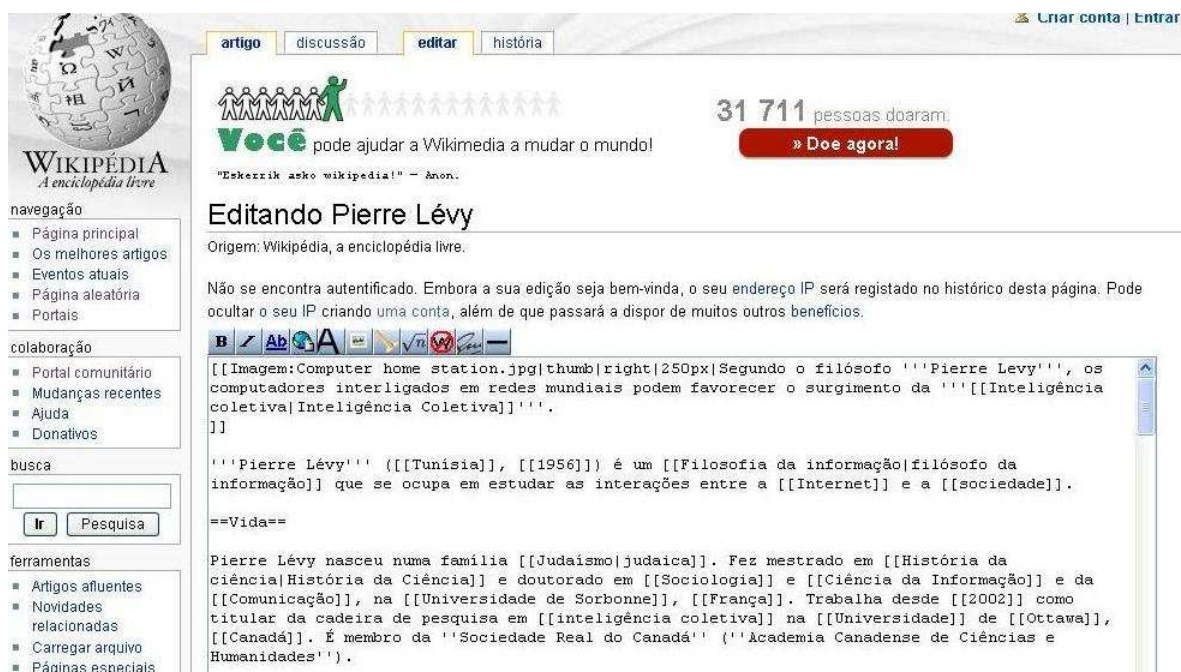 Criar conta | Entrar
artigo discussão editar história
31 711 pessoas doaram.
Você pode ajudar a Wikimedia a mudar o mundo!
» Doe agora!
"Eskerrik asko wikipedia!" — Anon.
WIKIPÉDIA
A enciclopédia livre
navegação
Página principal
Os melhores artigos
Eventos atuais
Página aleatória
Portais
colaboração
Portal comunitário
Mudanças recentes
Ajuda
Donativos
busca
Ir Pesquisa
ferramentas
Artigos afluentes
Novidades
relacionadas
Carregar arquivo
Páginas especiais
Editando Pierre Lévy
Origem: Wikipédia, a enciclopédia livre.
Não se encontra autentificado. Embora a sua edição seja bem-vinda, o seu endereço IP será registado no histórico desta página. Pode
ocultar o seu IP criando uma conta, além de que passará a dispor de muitos outros benefícios.
B I Ab A √n W
[[Imagem:Computer home station.jpg|thumb|right|250px|Segundo o filósofo '''Pierre Levy''', os
computadores interligados em redes mundiais podem favorecer o surgimento da '''[[Inteligência
coletiva|Inteligência Coletiva]]'''.
]]
'''Pierre Lévy''' ([[Tunísia]], [[1956]]) é um [[Filosofia da informação|filósofo da
informação]] que se ocupa em estudar as interações entre a [[Internet]] e a [[sociedade]].
==Vida==
Pierre Lévy nasceu numa família [[Judaísmo|judaica]]. Fez mestrado em [[História da
ciência|História da Ciência]] e doutorado em [[Sociologia]] e [[Ciência da Informação]] e da
[[Comunicação]], na [[Universidade de Sorbonne]], [[França]]. Trabalha desde [[2002]] como
titular da cadeira de pesquisa em [[inteligência coletiva]] na [[Universidade]] de [[Ottawa]],
[[Canadá]]. É membro da ''Sociedade Real do Canadá'' (''Academia Canadense de Ciências e
Humanidades'').